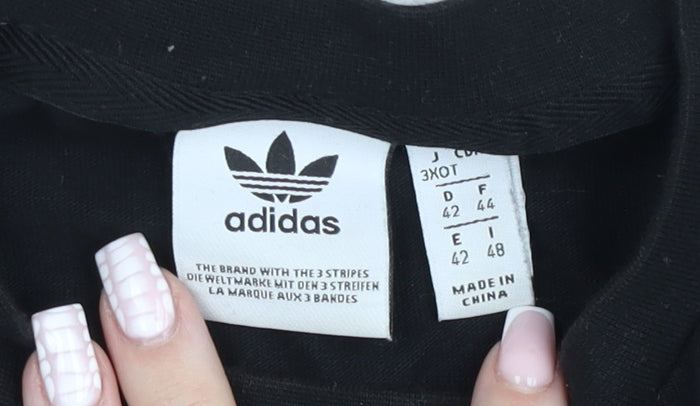 adidas
THE BRAND WITH THE 3 STRIPES
DIE WELTMARKE MIT DEN 3 STREIFEN
LA MARQUE AUX 3 BANDES
J
3XOT
D F
42 44
E I
42 48
MADE IN
CHINA